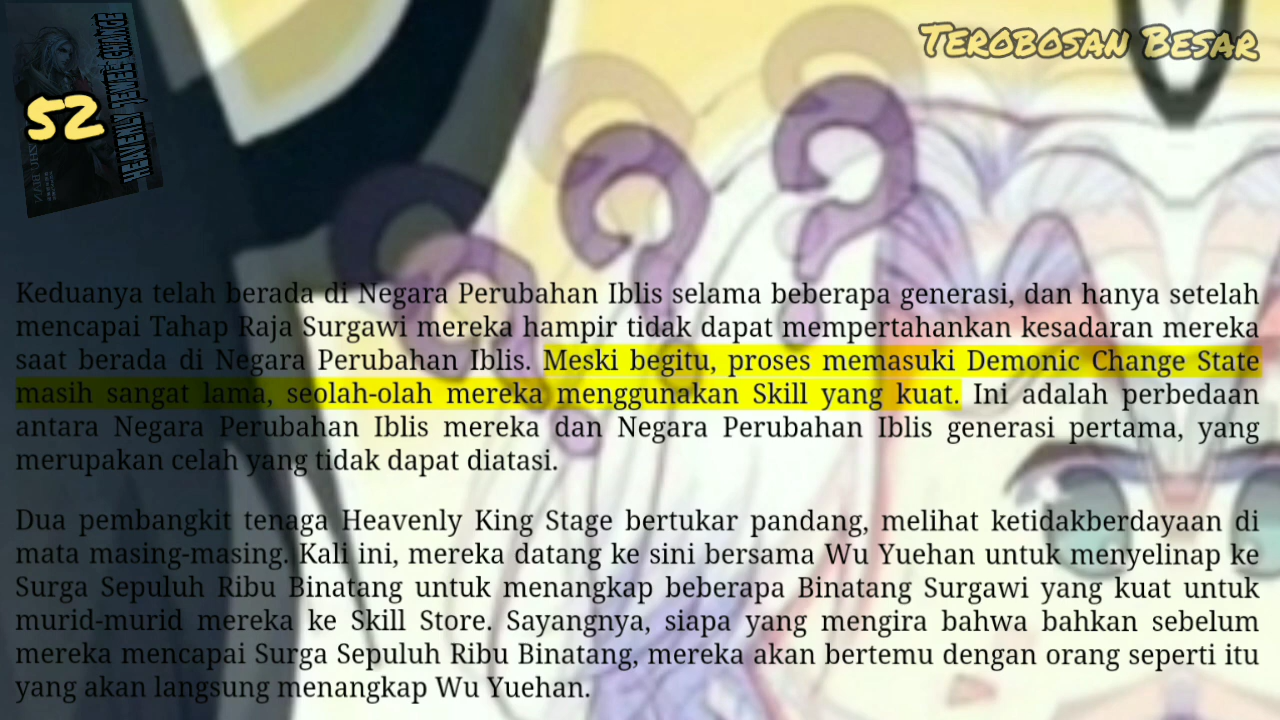 Terobosan Besar
52
HEAVENLY JEWEL CHANGE
Keduanya telah berada di Negara Perubahan Iblis selama beberapa generasi, dan hanya setelah
mencapai Tahap Raja Surgawi mereka hampir tidak dapat mempertahankan kesadaran mereka
saat berada di Negara Perubahan Iblis. Meski begitu, proses memasuki Demonic Change State
masih sangat lama, seolah-olah mereka menggunakan Skill yang kuat. Ini adalah perbedaan
antara Negara Perubahan Iblis mereka dan Negara Perubahan Iblis generasi pertama, yang
merupakan celah yang tidak dapat diatasi.
Dua pembangkit tenaga Heavenly King Stage bertukar pandang, melihat ketidakberdayaan di
mata masing-masing. Kali ini, mereka datang ke sini bersama Wu Yuehan untuk menyelinap ke
Surga Sepuluh Ribu Binatang untuk menangkap beberapa Binatang Surgawi yang kuat untuk
murid-murid mereka ke Skill Store. Sayangnya, siapa yang mengira bahwa bahkan sebelum
mereka mencapai Surga Sepuluh Ribu Binatang, mereka akan bertemu dengan orang seperti itu
yang akan langsung menangkap Wu Yuehan.